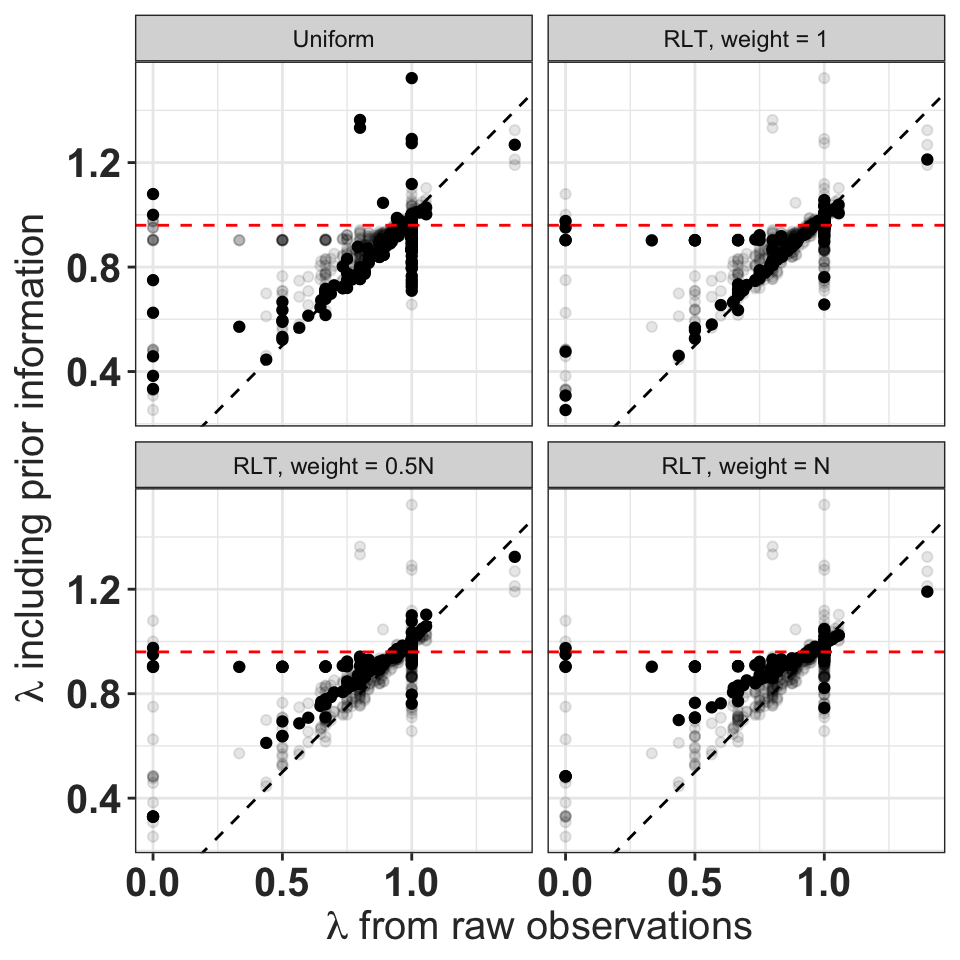 Uniform
RLT, weight = 1
1.2
0.8
0.4
RLT, weight = 0.5N
RLT, weight = N
1.2
0.8
0.4
0.0 0.5 1.0 0.0 0.5 1.0
λ from raw observations
λ including prior information